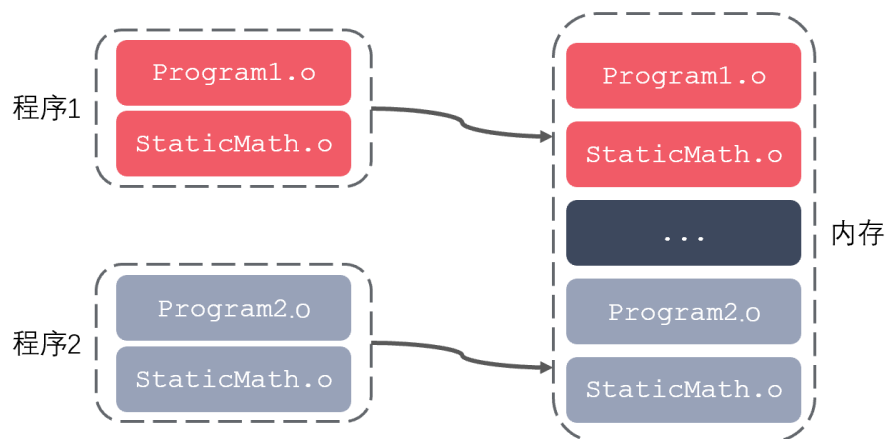 程序1
Program1.o
StaticMath.o
程序2
Program2.o
StaticMath.o
Program1.o
StaticMath.o
...
Program2.o
StaticMath.o
内存